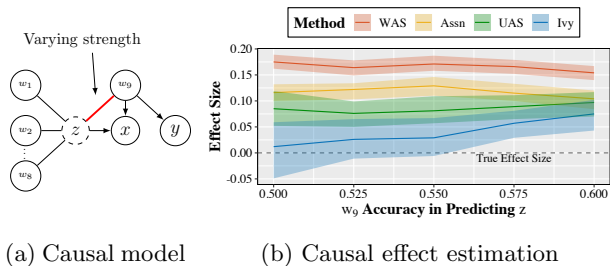 Varying strength
w1
w9
w2
z
x
y
w8
Method WAS Assn UAS Ivy
Effect Size
0.20
0.15
0.10
0.05
0.00
-0.05
True Effect Size
0.500 0.525 0.550 0.575 0.600
w9 Accuracy in Predicting z
(a) Causal model (b) Causal effect estimation